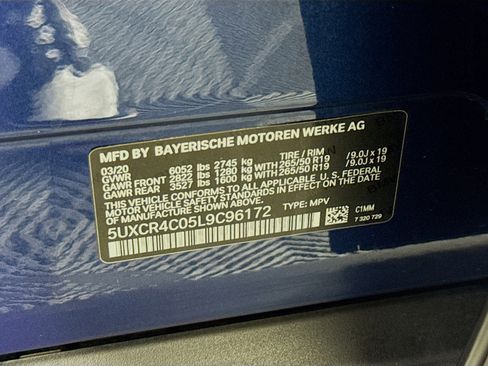 MFD BY BAYERISCHE MOTOREN WERKE AG
03/20 TIRE / RIM
GVWR 6052 lbs 2745 kg
GAWR FRONT 2822 lbs 1280 kg WITH 265/50 R19 /9.0J x 19
GAWR REAR 3527 lbs 1600 kg WITH 265/50 R19 /9.0J x 19
THIS VEHICLE CONFORMS TO ALL APPLICABLE U.S. FEDERAL
MOTOR VEHICLE SAFETY STANDARDS IN EFFECT ON THE
DATE OF MANUFACTURE SHOWN ABOVE.
5UXCR4C05L9C96172 TYPE: MPV C1MM
7 320 729